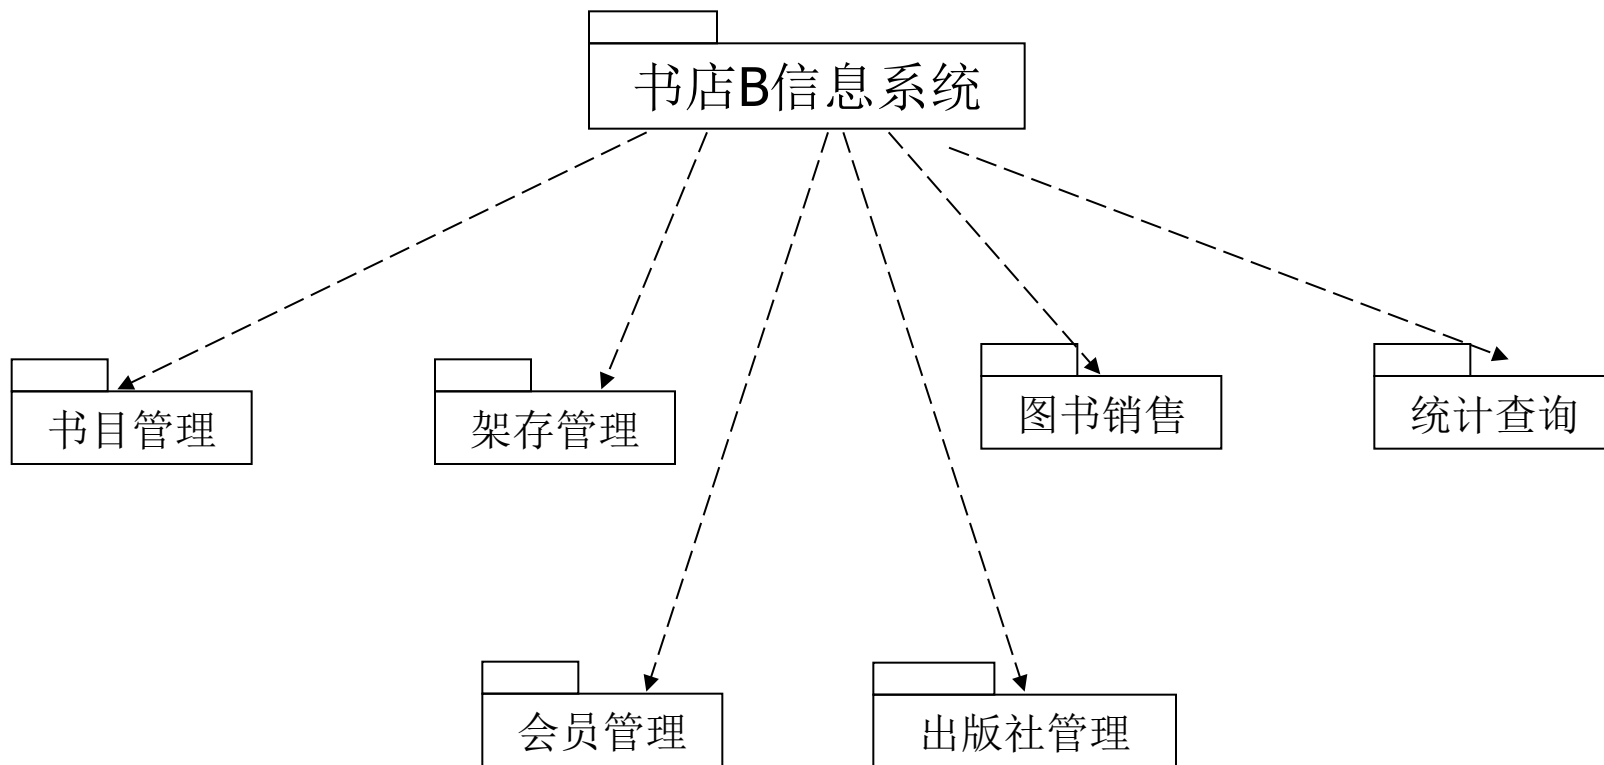 书店B信息系统
书目管理
架存管理
图书销售
统计查询
会员管理
出版社管理